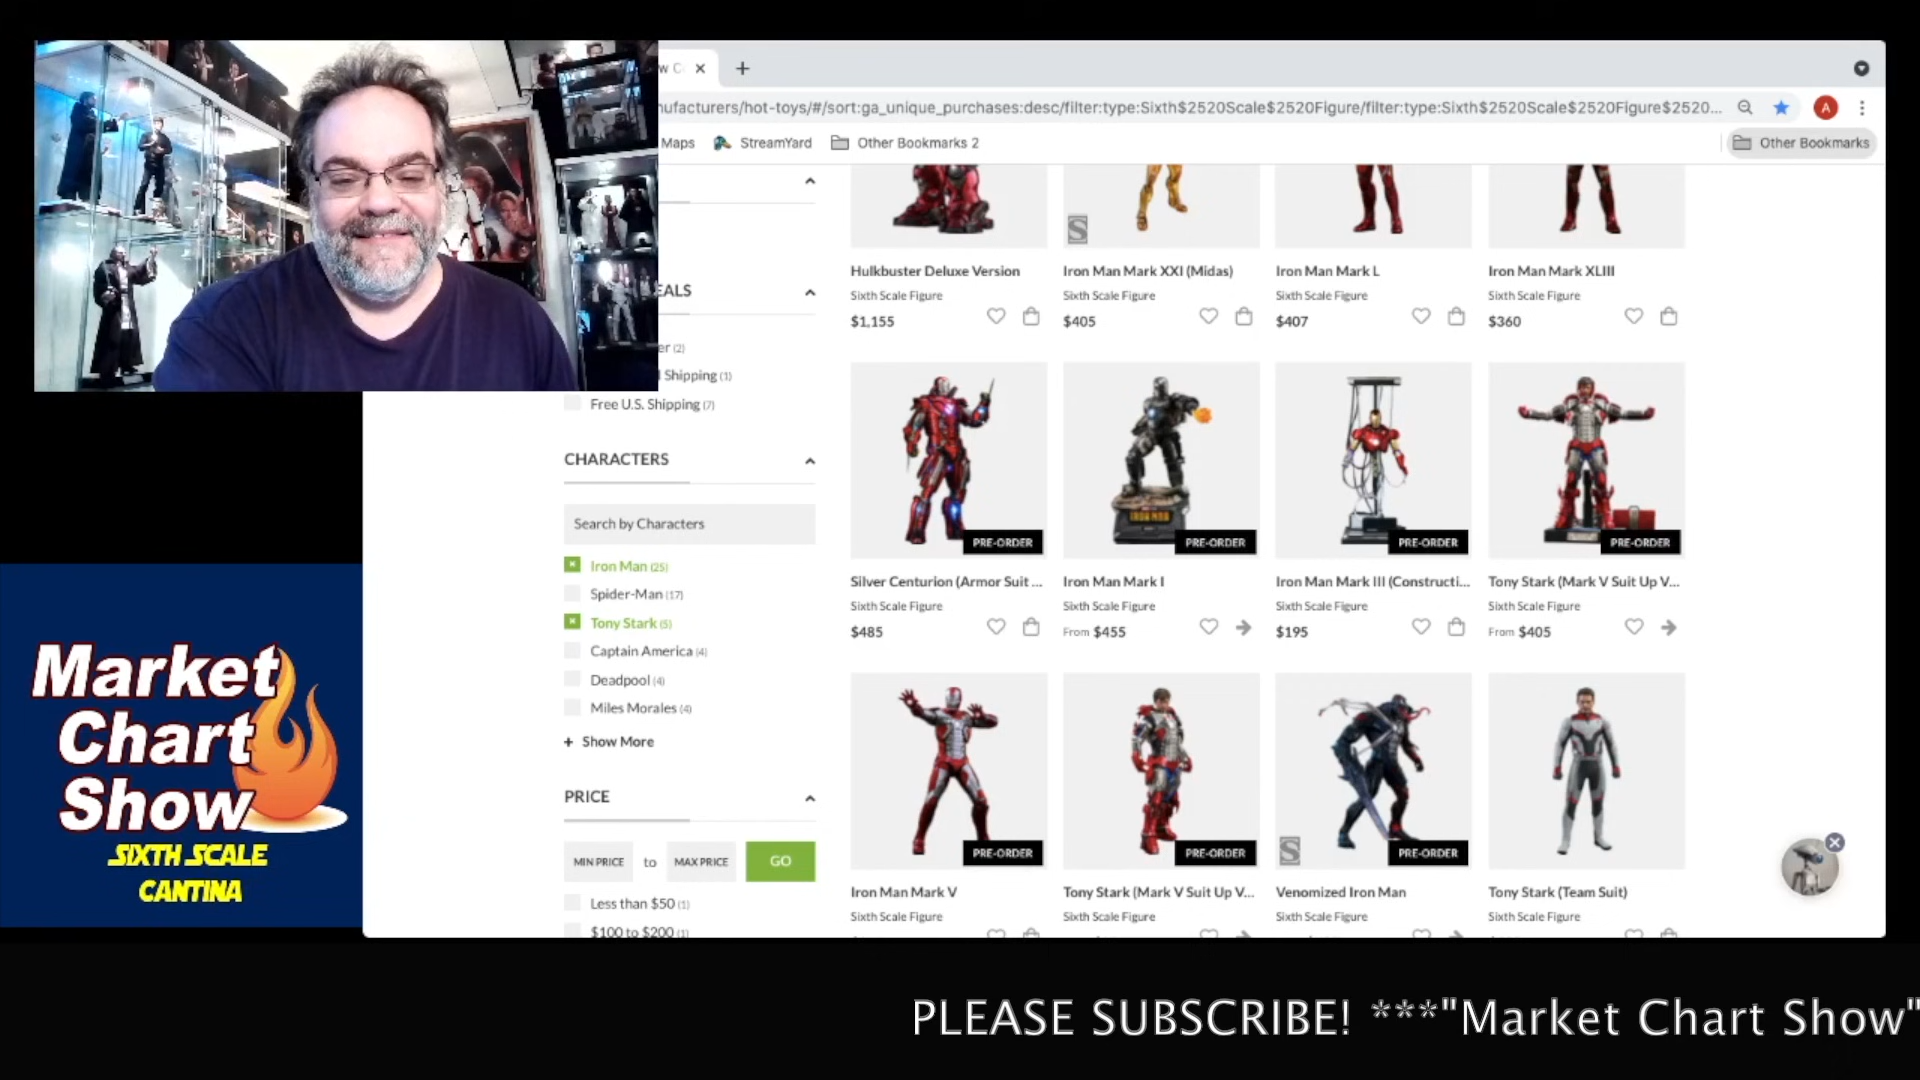 w C
nufacturers/hot-toys/#/sort:ga_unique_purchases:desc/filter:type:Sixth$2520Scale$2520Figure/filter:type:Sixth$2520Scale$2520Figure$2520...
A
Maps
StreamYard
Other Bookmarks 2
Other Bookmarks
EALS
er (2)
l Shipping (1)
Free U.S. Shipping (7)
CHARACTERS
Search by Characters
Iron Man (25)
Spider-Man (17)
Tony Stark (5)
Captain America (4)
Deadpool (4)
Miles Morales (4)
+ Show More
PRICE
MIN PRICE to MAX PRICE GO
Less than $50 (1)
$100 to $200 (1)
Hulkbuster Deluxe Version
Sixth Scale Figure
$1,155
S
Iron Man Mark XXI (Midas)
Sixth Scale Figure
$405
Iron Man Mark L
Sixth Scale Figure
$407
Iron Man Mark XLIII
Sixth Scale Figure
$360
PRE-ORDER
Silver Centurion (Armor Suit ...
Sixth Scale Figure
$485
IRON MAN
PRE-ORDER
Iron Man Mark I
Sixth Scale Figure
From $455
PRE-ORDER
Iron Man Mark III (Constructi...
Sixth Scale Figure
$195
PRE-ORDER
Tony Stark (Mark V Suit Up V...
Sixth Scale Figure
From $405
PRE-ORDER
Iron Man Mark V
Sixth Scale Figure
PRE-ORDER
Tony Stark (Mark V Suit Up V...
Sixth Scale Figure
S
PRE-ORDER
Venomized Iron Man
Sixth Scale Figure
Tony Stark (Team Suit)
Sixth Scale Figure
Market
Chart
Show
SIXTH SCALE
CANTINA
PLEASE SUBSCRIBE! ***"Market Chart Show"